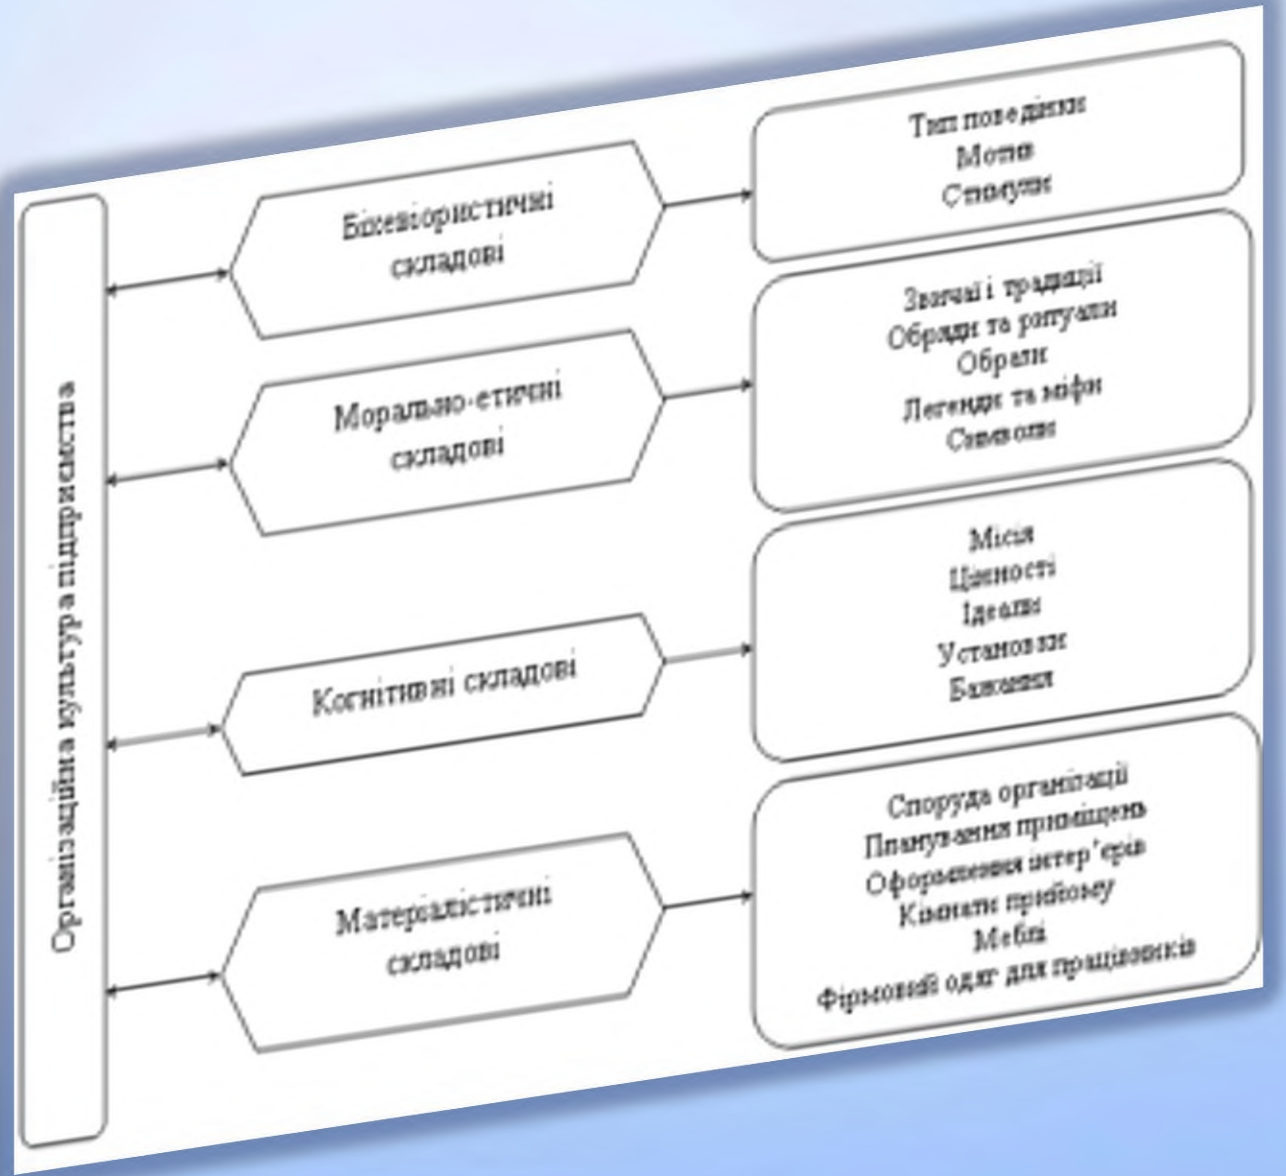 Організаційна культура підприємства
Біхевіористичні
складові
Тип поведінки
Мотив
Стимули
Морально-етичні
складові
Звичаї і традиції
Обряди та ритуали
Легенди та міфи
Символи
Когнітивні складові
Місія
Цінності
Ідеали
Установки
Бажання
Матеріалістичні
складові
Споруда організації
Планування приміщень
Оформлення інтер’єрів
Кімнати прийому
Меблі
Фірмовий одяг для працівників